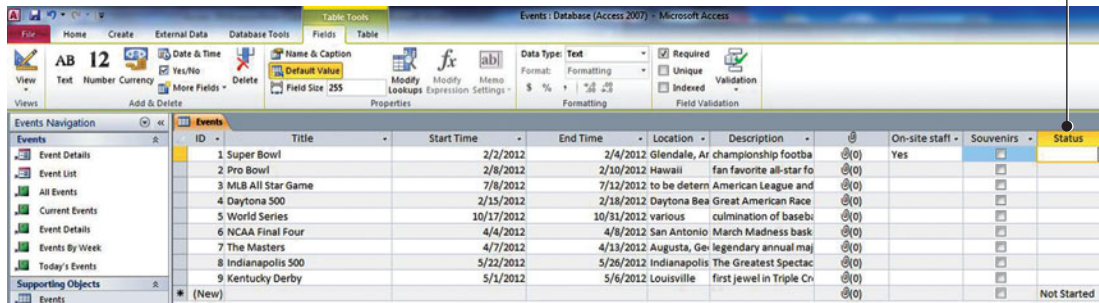 Table Tools Events : Database (Access 2007) - Microsoft Access
File Home Create External Data Database Tools Fields Table
AB 12 Date & Time Name & Caption fx ab| Data Type: Text Required
Yes/No Default Value Format: Formatting Unique
View Text Number Currency More Fields Delete Field Size 255 Modify Lookups Modify Expression Memo Settings $ % , Indexed Validation
Views Add & Delete Properties Formatting Field Validation
Events Navigation « Events
Events ID Title Start Time End Time Location Description On-site staff Souvenirs Status
Event Details 1 Super Bowl 2/2/2012 2/4/2012 Glendale, Ar championship footba (0) Yes
Event List 2 Pro Bowl 2/8/2012 2/10/2012 Hawaii fan favorite all-star fo (0)
All Events 3 MLB All Star Game 7/8/2012 7/12/2012 to be determ American League and (0)
4 Daytona 500 2/15/2012 2/18/2012 Daytona Bea Great American Race (0)
Current Events 5 World Series 10/17/2012 10/31/2012 various culmination of baseba (0)
Event Details 6 NCAA Final Four 4/4/2012 4/8/2012 San Antonio March Madness bask (0)
Events By Week 7 The Masters 4/7/2012 4/13/2012 Augusta, Geo legendary annual maj (0)
Today's Events 8 Indianapolis 500 5/22/2012 5/26/2012 Indianapolis The Greatest Spectac (0)
Supporting Objects 9 Kentucky Derby 5/1/2012 5/6/2012 Louisville first jewel in Triple Cr (0)
Events * (New) (0) Not Started